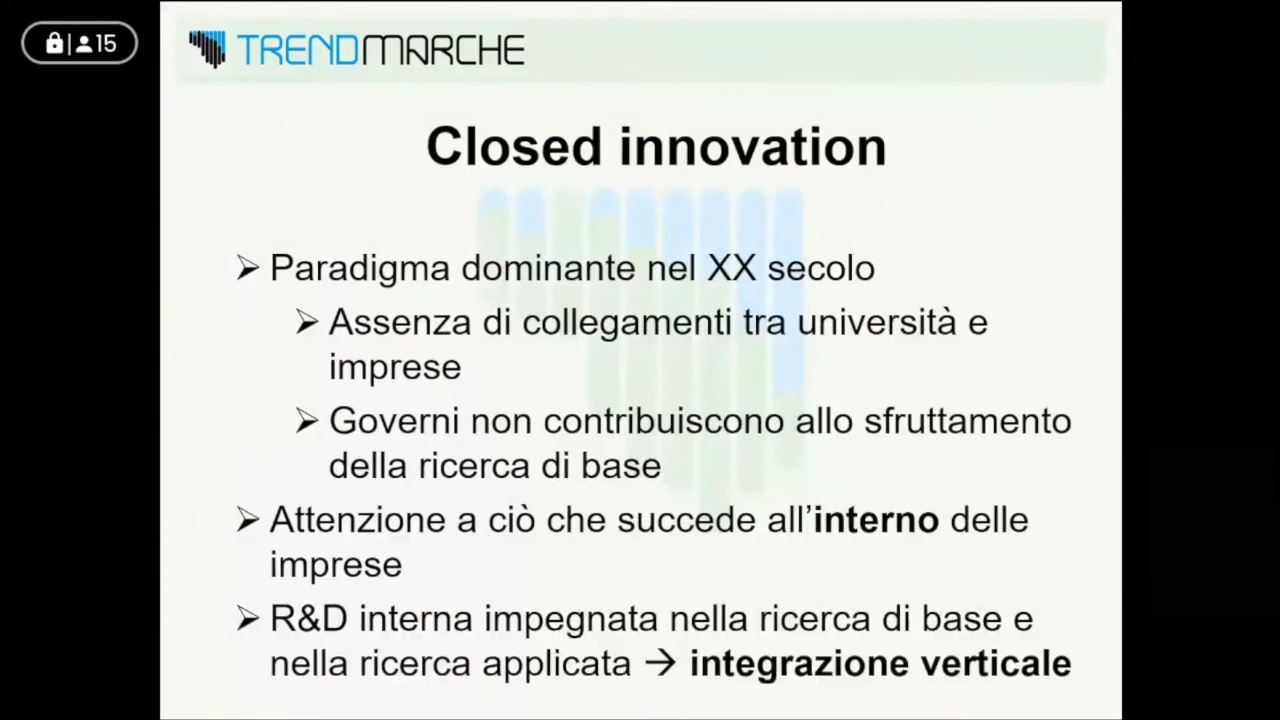 15
TRENDMARCHE
Closed innovation
➢ Paradigma dominante nel XX secolo
➢ Assenza di collegamenti tra università e
imprese
➢ Governi non contribuiscono allo sfruttamento
della ricerca di base
➢ Attenzione a ciò che succede all’interno delle
imprese
➢ R&D interna impegnata nella ricerca di base e
nella ricerca applicata → integrazione verticale